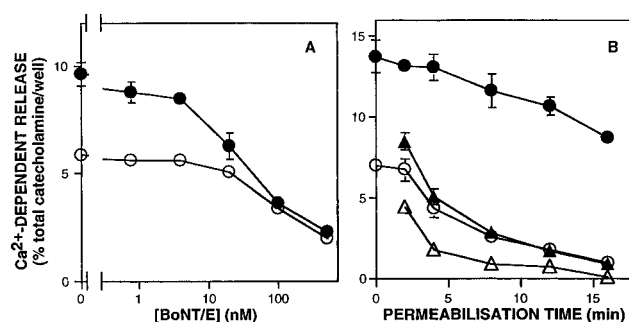 A
B
Ca2+-DEPENDENT RELEASE
(% total catecholamine/well)
10
5
0
0
1
10
100
[BoNT/E] (nM)
15
10
5
0
0
5
10
15
PERMEABILISATION TIME (min)